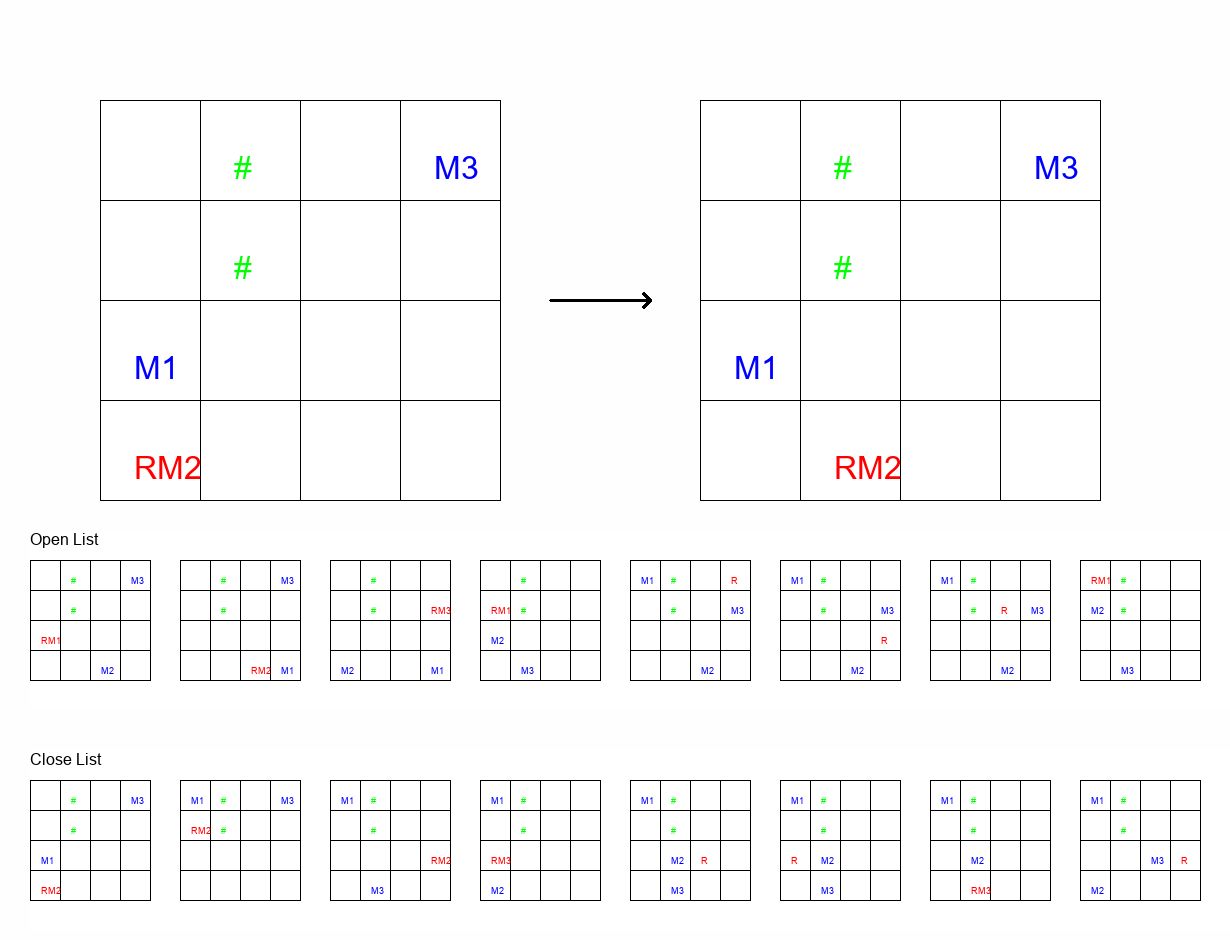 # M3 # M3
# #
M1 M1
RM2 RM2
Open List
# M3 # M3 # # M1 # R M1 # M1 # RM1 #
# # # RM3 RM1 # # M3 # M3 # R M3 M2 #
RM1 M2 R
M2 RM2 M1 M2 M1 M3 M2 M2 M2 M3
Close List
# M3 M1 # M3 M1 # M1 # M1 # M1 # M1 # M1 #
# RM2 # # # # # # #
M1 RM2 RM3 M2 R R M2 M2 M3 R
RM2 M3 M2 M3 M3 RM3 M2